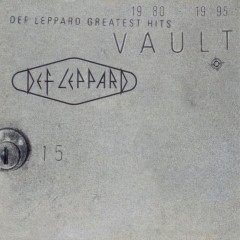 19 80 19 95
DEF LEPPARD GREATEST HITS
VAULT
DEF LEPPARD
15